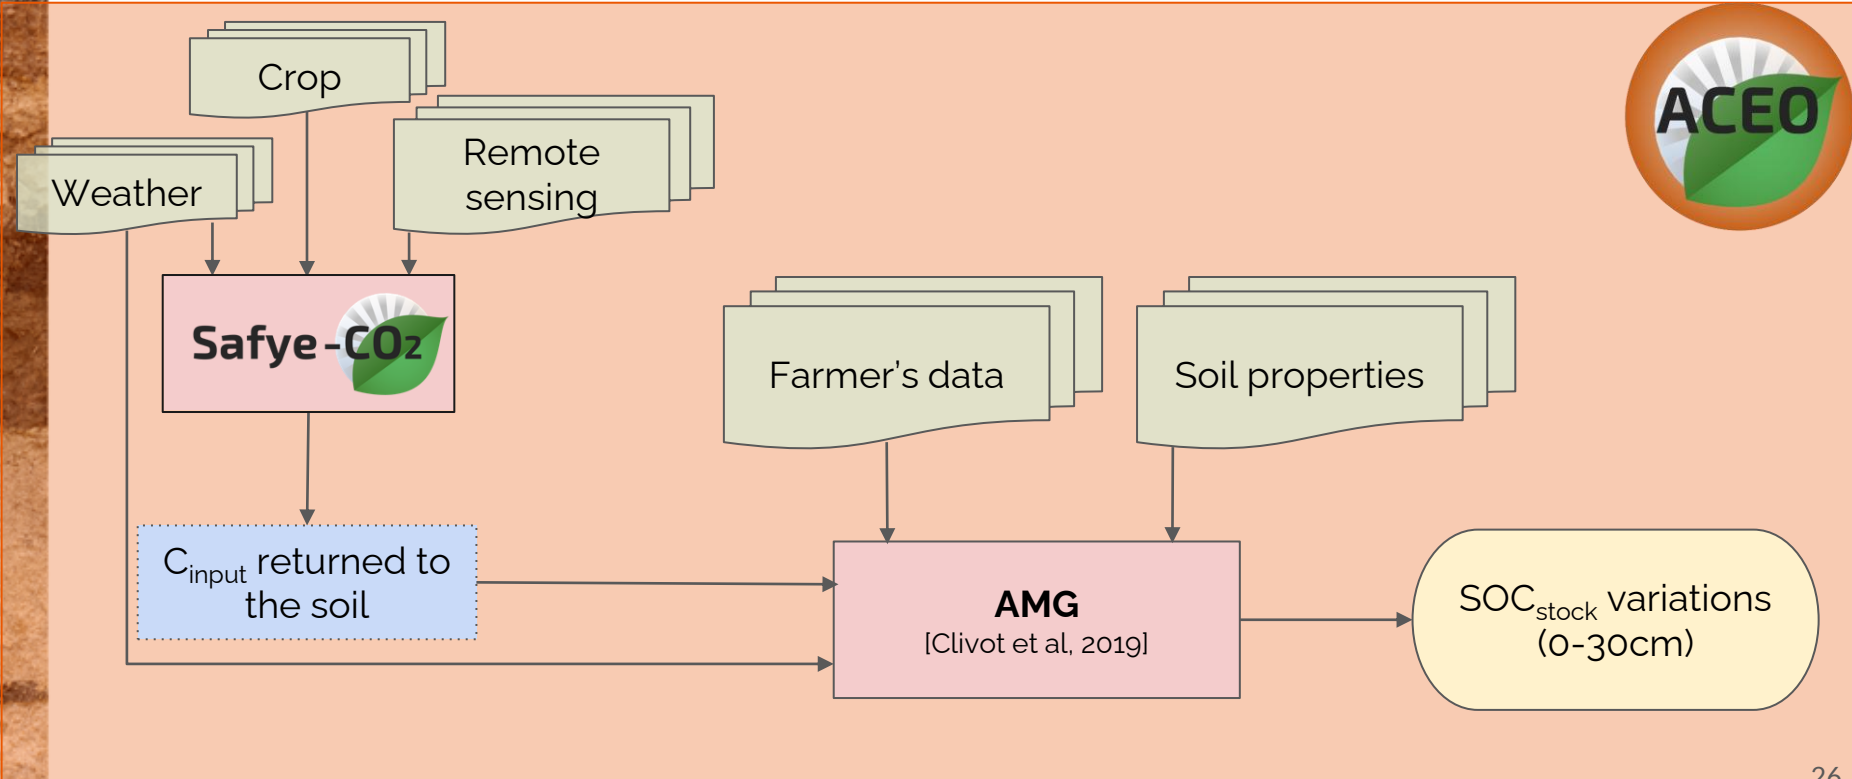 Crop
Remote
sensing
Weather
ACEO
Safye-CO2
Farmer's data
Soil properties
Cinput returned to
the soil
AMG
[Clivot et al, 2019]
SOCstock variations
(0-30cm)
26